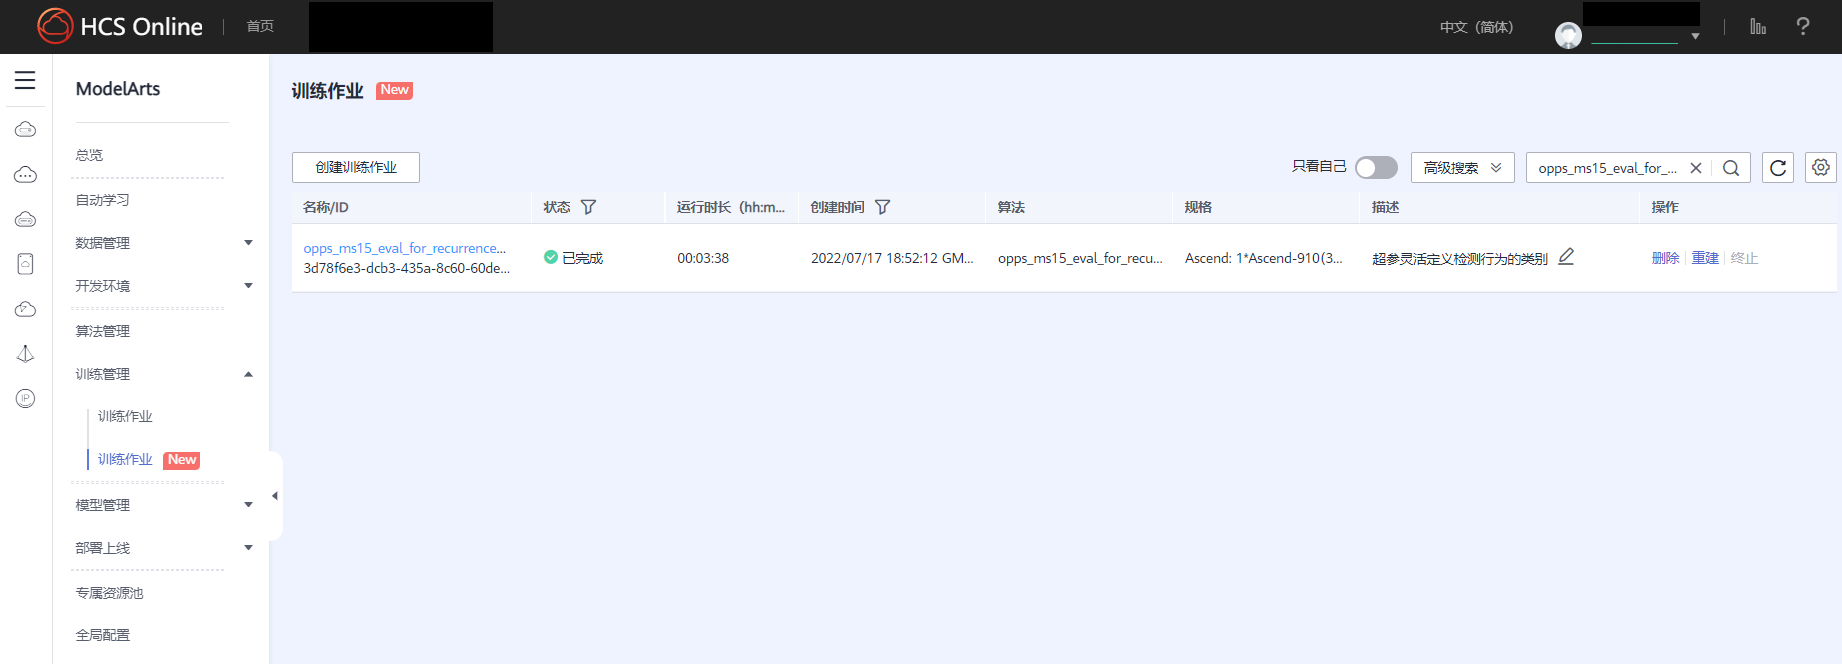 HCS Online
首页
中文（简体）
ModelArts
总览
自动学习
数据管理
开发环境
算法管理
训练管理
训练作业
训练作业 New
模型管理
部署上线
专属资源池
全局配置
IP
训练作业 New
创建训练作业
只看自己
高级搜索
opps_ms15_eval_for_...
名称/ID 状态 运行时长（hh:m... 创建时间 算法 规格 描述 操作
opps_ms15_eval_for_recurrence... 已完成 00:03:38 2022/07/17 18:52:12 GM... opps_ms15_eval_for_recu... Ascend: 1*Ascend-910(3... 超参灵活定义检测行为的类别 删除 重建 终止
3d78f6e3-dcb3-435a-8c60-60de...